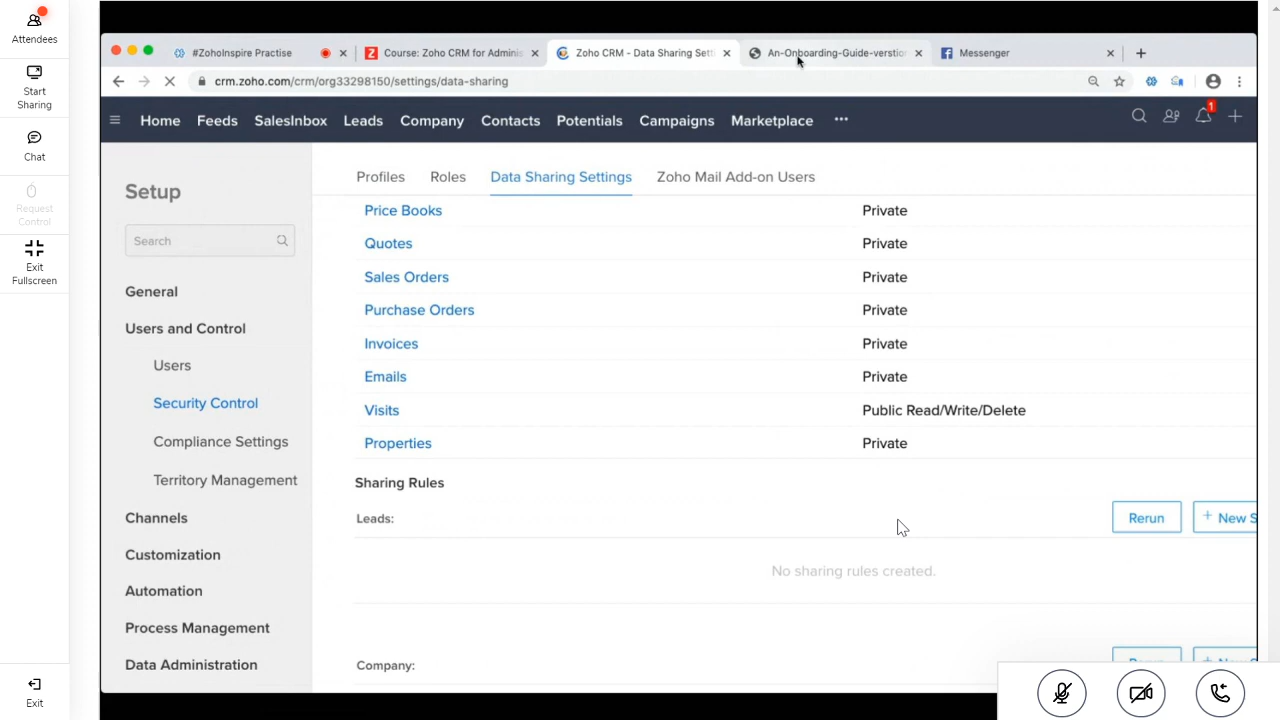 Attendees
Start
Sharing
Chat
Request
Control
Exit
Fullscreen
Exit
#ZohoInspire Practise
Course: Zoho CRM for Adminis
Zoho CRM - Data Sharing Sett
An-Onboarding-Guide-verstion
Messenger
crm.zoho.com/crm/org33298150/settings/data-sharing
Home Feeds SalesInbox Leads Company Contacts Potentials Campaigns Marketplace ••• 1
Setup
Search
General
Users and Control
Users
Security Control
Compliance Settings
Territory Management
Channels
Customization
Automation
Process Management
Data Administration
Profiles Roles Data Sharing Settings Zoho Mail Add-on Users
Price Books Private
Quotes Private
Sales Orders Private
Purchase Orders Private
Invoices Private
Emails Private
Visits Public Read/Write/Delete
Properties Private
Sharing Rules
Leads: Rerun + New S
No sharing rules created.
Company: